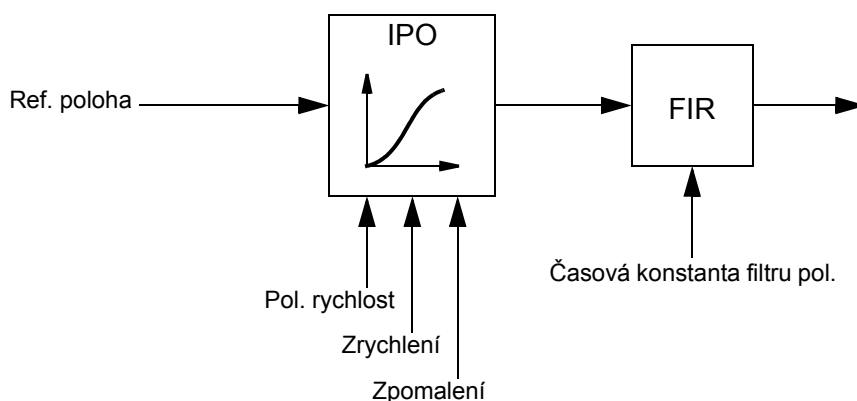 IPO
Ref. poloha
FIR
Pol. rychlost
Časová konstanta filtru pol.
Zrychlení
Zpomalení